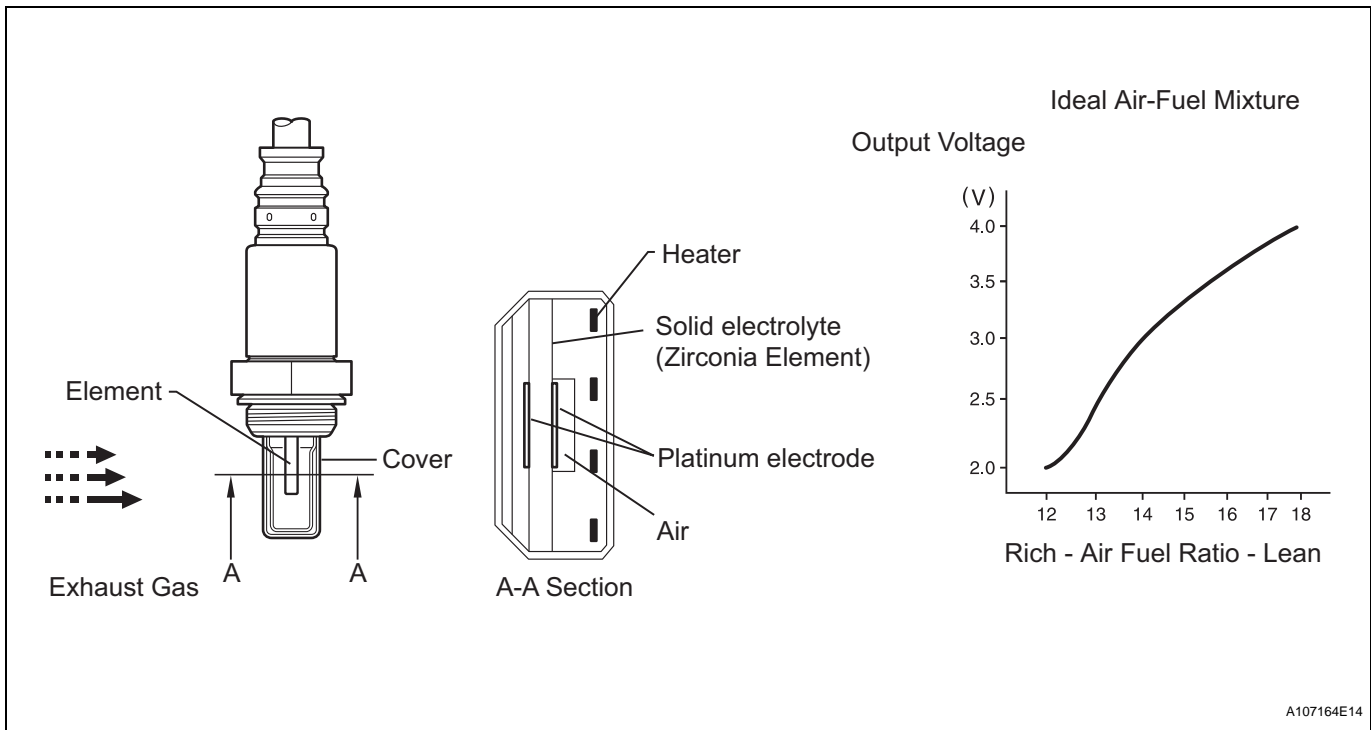 Element
Cover
A
A
Exhaust Gas
0 0
Heater
Solid electrolyte
(Zirconia Element)
Platinum electrode
Air
A-A Section
Ideal Air-Fuel Mixture
Output Voltage
(V)
4.0
3.5
3.0
2.5
2.0
12 13 14 15 16 17 18
Rich - Air Fuel Ratio - Lean
A107164E14